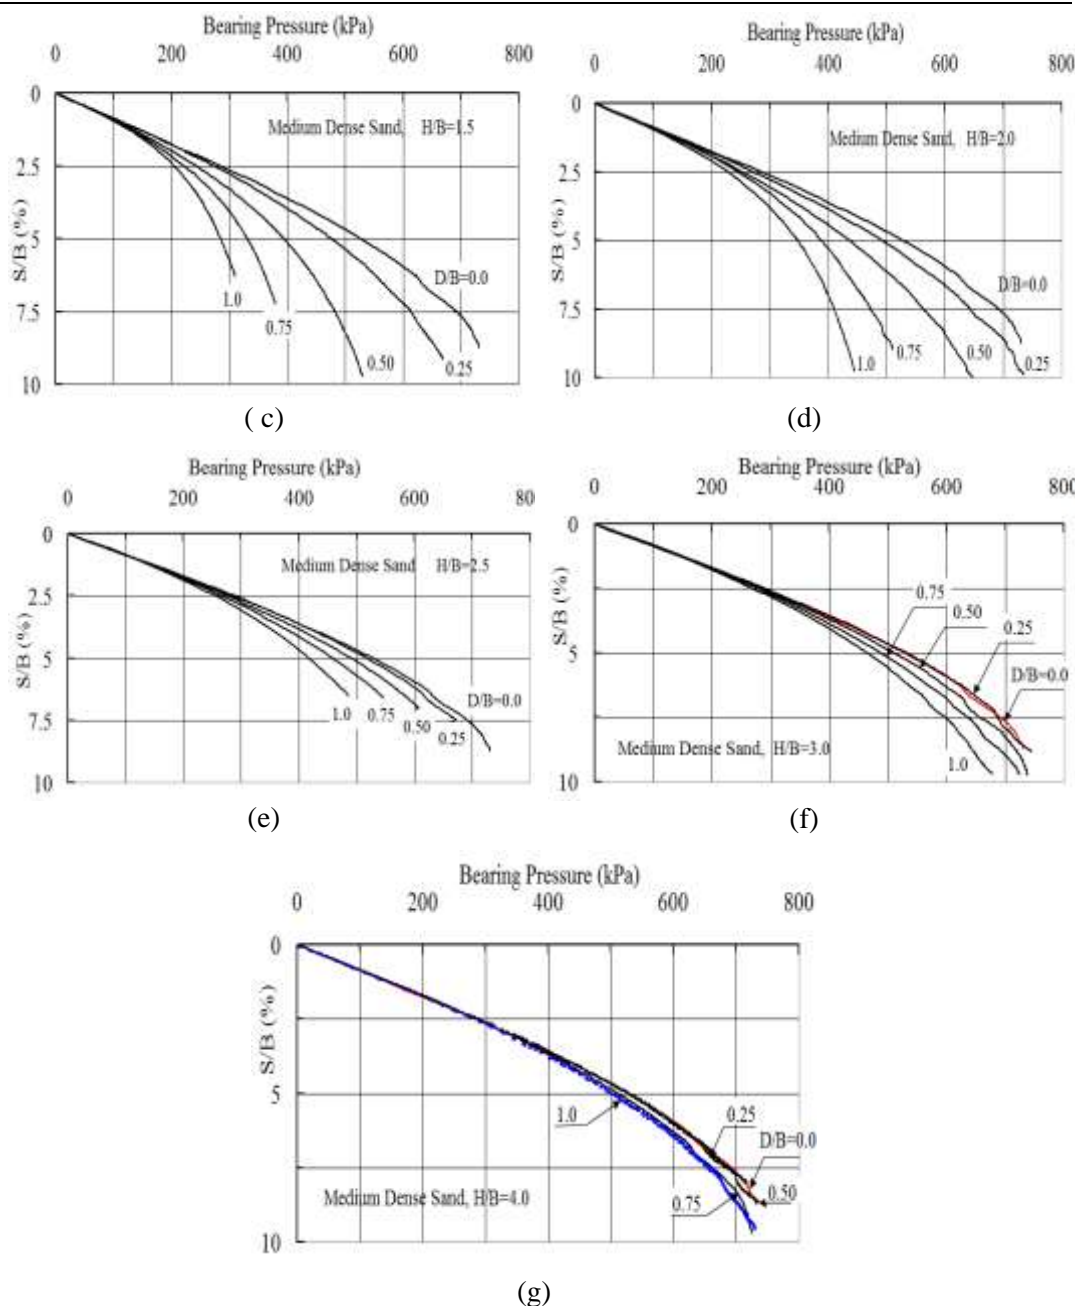 Bearing Pressure (kPa)
0 200 400 600 800
0
2.5
5
7.5
10
S/B (%)
Medium Dense Sand, H/B=1.5
D/B=0.0
1.0
0.75
0.50
0.25
( c)
Bearing Pressure (kPa)
0 200 400 600 800
0
2.5
5
7.5
10
S/B (%)
Medium Dense Sand, H/B=2.0
D/B=0.0
1.0
0.75
0.50
0.25
(d)
Bearing Pressure (kPa)
0 200 400 600 80
0
2.5
5
7.5
10
S/B (%)
Medium Dense Sand H/B=2.5
D/B=0.0
1.0
0.75
0.50
0.25
(e)
Bearing Pressure (kPa)
0 200 400 600 800
0
5
10
S/B (%)
0.75
0.50
0.25
D/B=0.0
Medium Dense Sand, H/B=3.0
1.0
(f)
Bearing Pressure (kPa)
0 200 400 600 800
0
5
10
S/B (%)
1.0
0.25
D/B=0.0
0.50
0.75
Medium Dense Sand, H/B=4.0
(g)